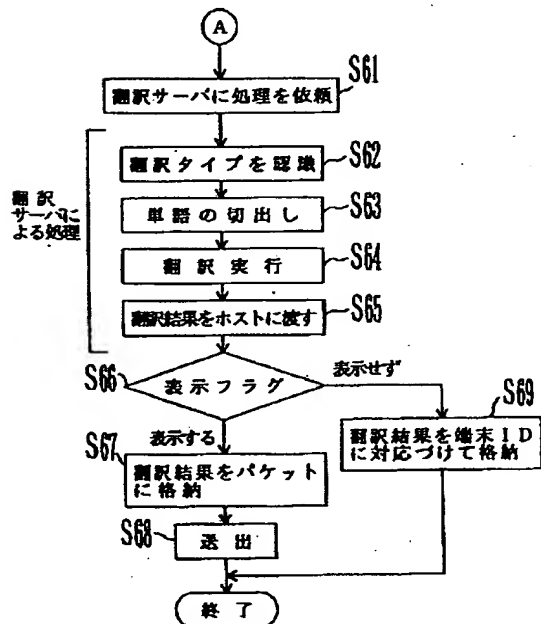 A
S61
翻訳サーバに処理を依頼
翻訳
サーバに
よる処理
S62
翻訳タイプを認識
S63
単語の切出し
S64
翻訳実行
S65
翻訳結果をホストに渡す
S66
表示フラグ
表示せず
表示する
S67
翻訳結果をパケット
に格納
S69
翻訳結果を端末ID
に対応づけて格納
S68
送出
終了